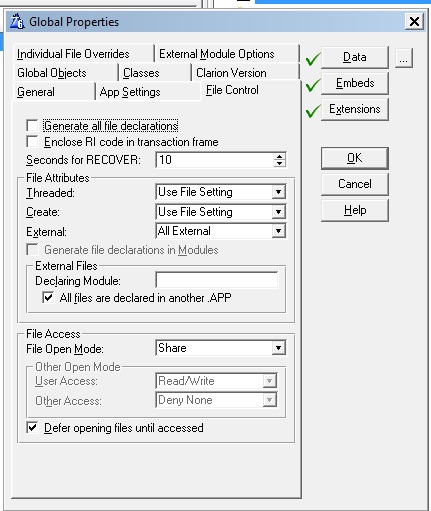 Global Properties
Individual File Overrides
External Module Options
Global Objects
Classes
Clarion Version
General
App Settings
File Control
Data
...
Embeds
Extensions
OK
Cancel
Help
Generate all file declarations
Enclose RI code in transaction frame
Seconds for RECOVER: 10
File Attributes
Threaded: Use File Setting
Create: Use File Setting
External: All External
Generate file declarations in Modules
External Files
Declaring Module:
All files are declared in another .APP
File Access
File Open Mode: Share
Other Open Mode
User Access: Read/Write
Other Access: Deny None
Defer opening files until accessed